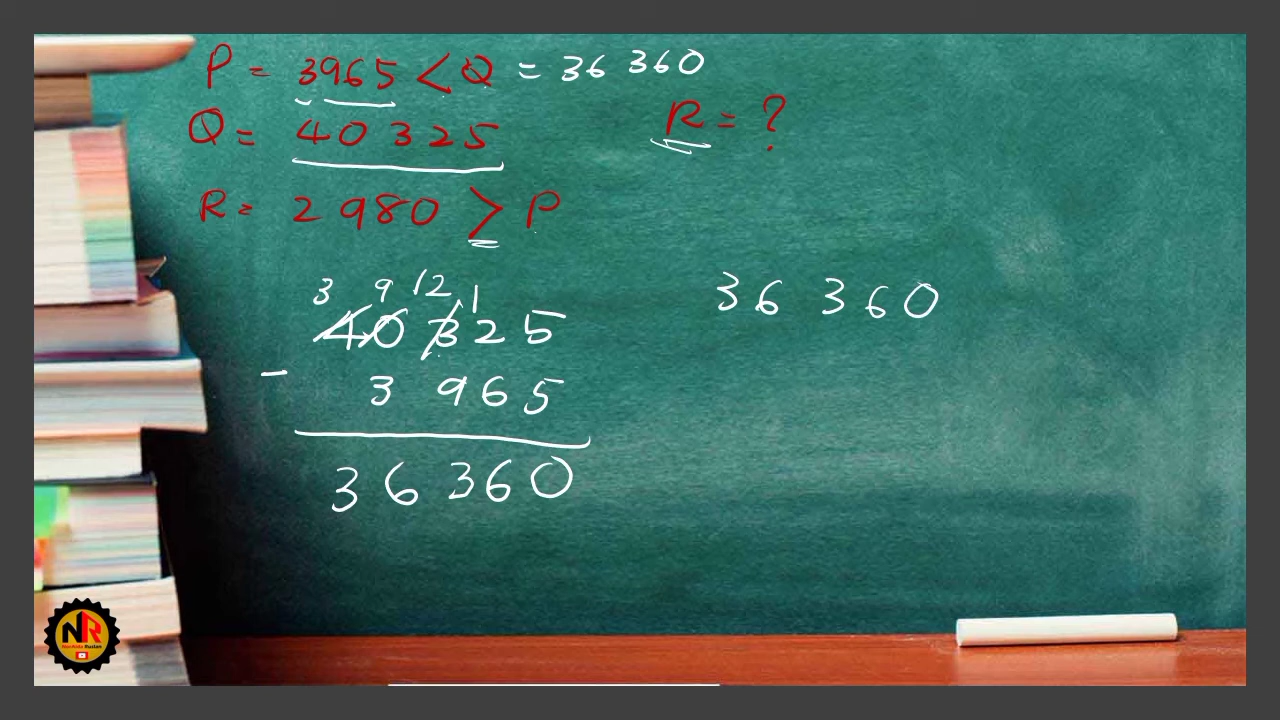 P = 3965 < Q = 36 360
Q = 40 325
R = ?
R = 2 980 > P
3 9 12 1
40 325
- 3 965
36 360
36 360
NR